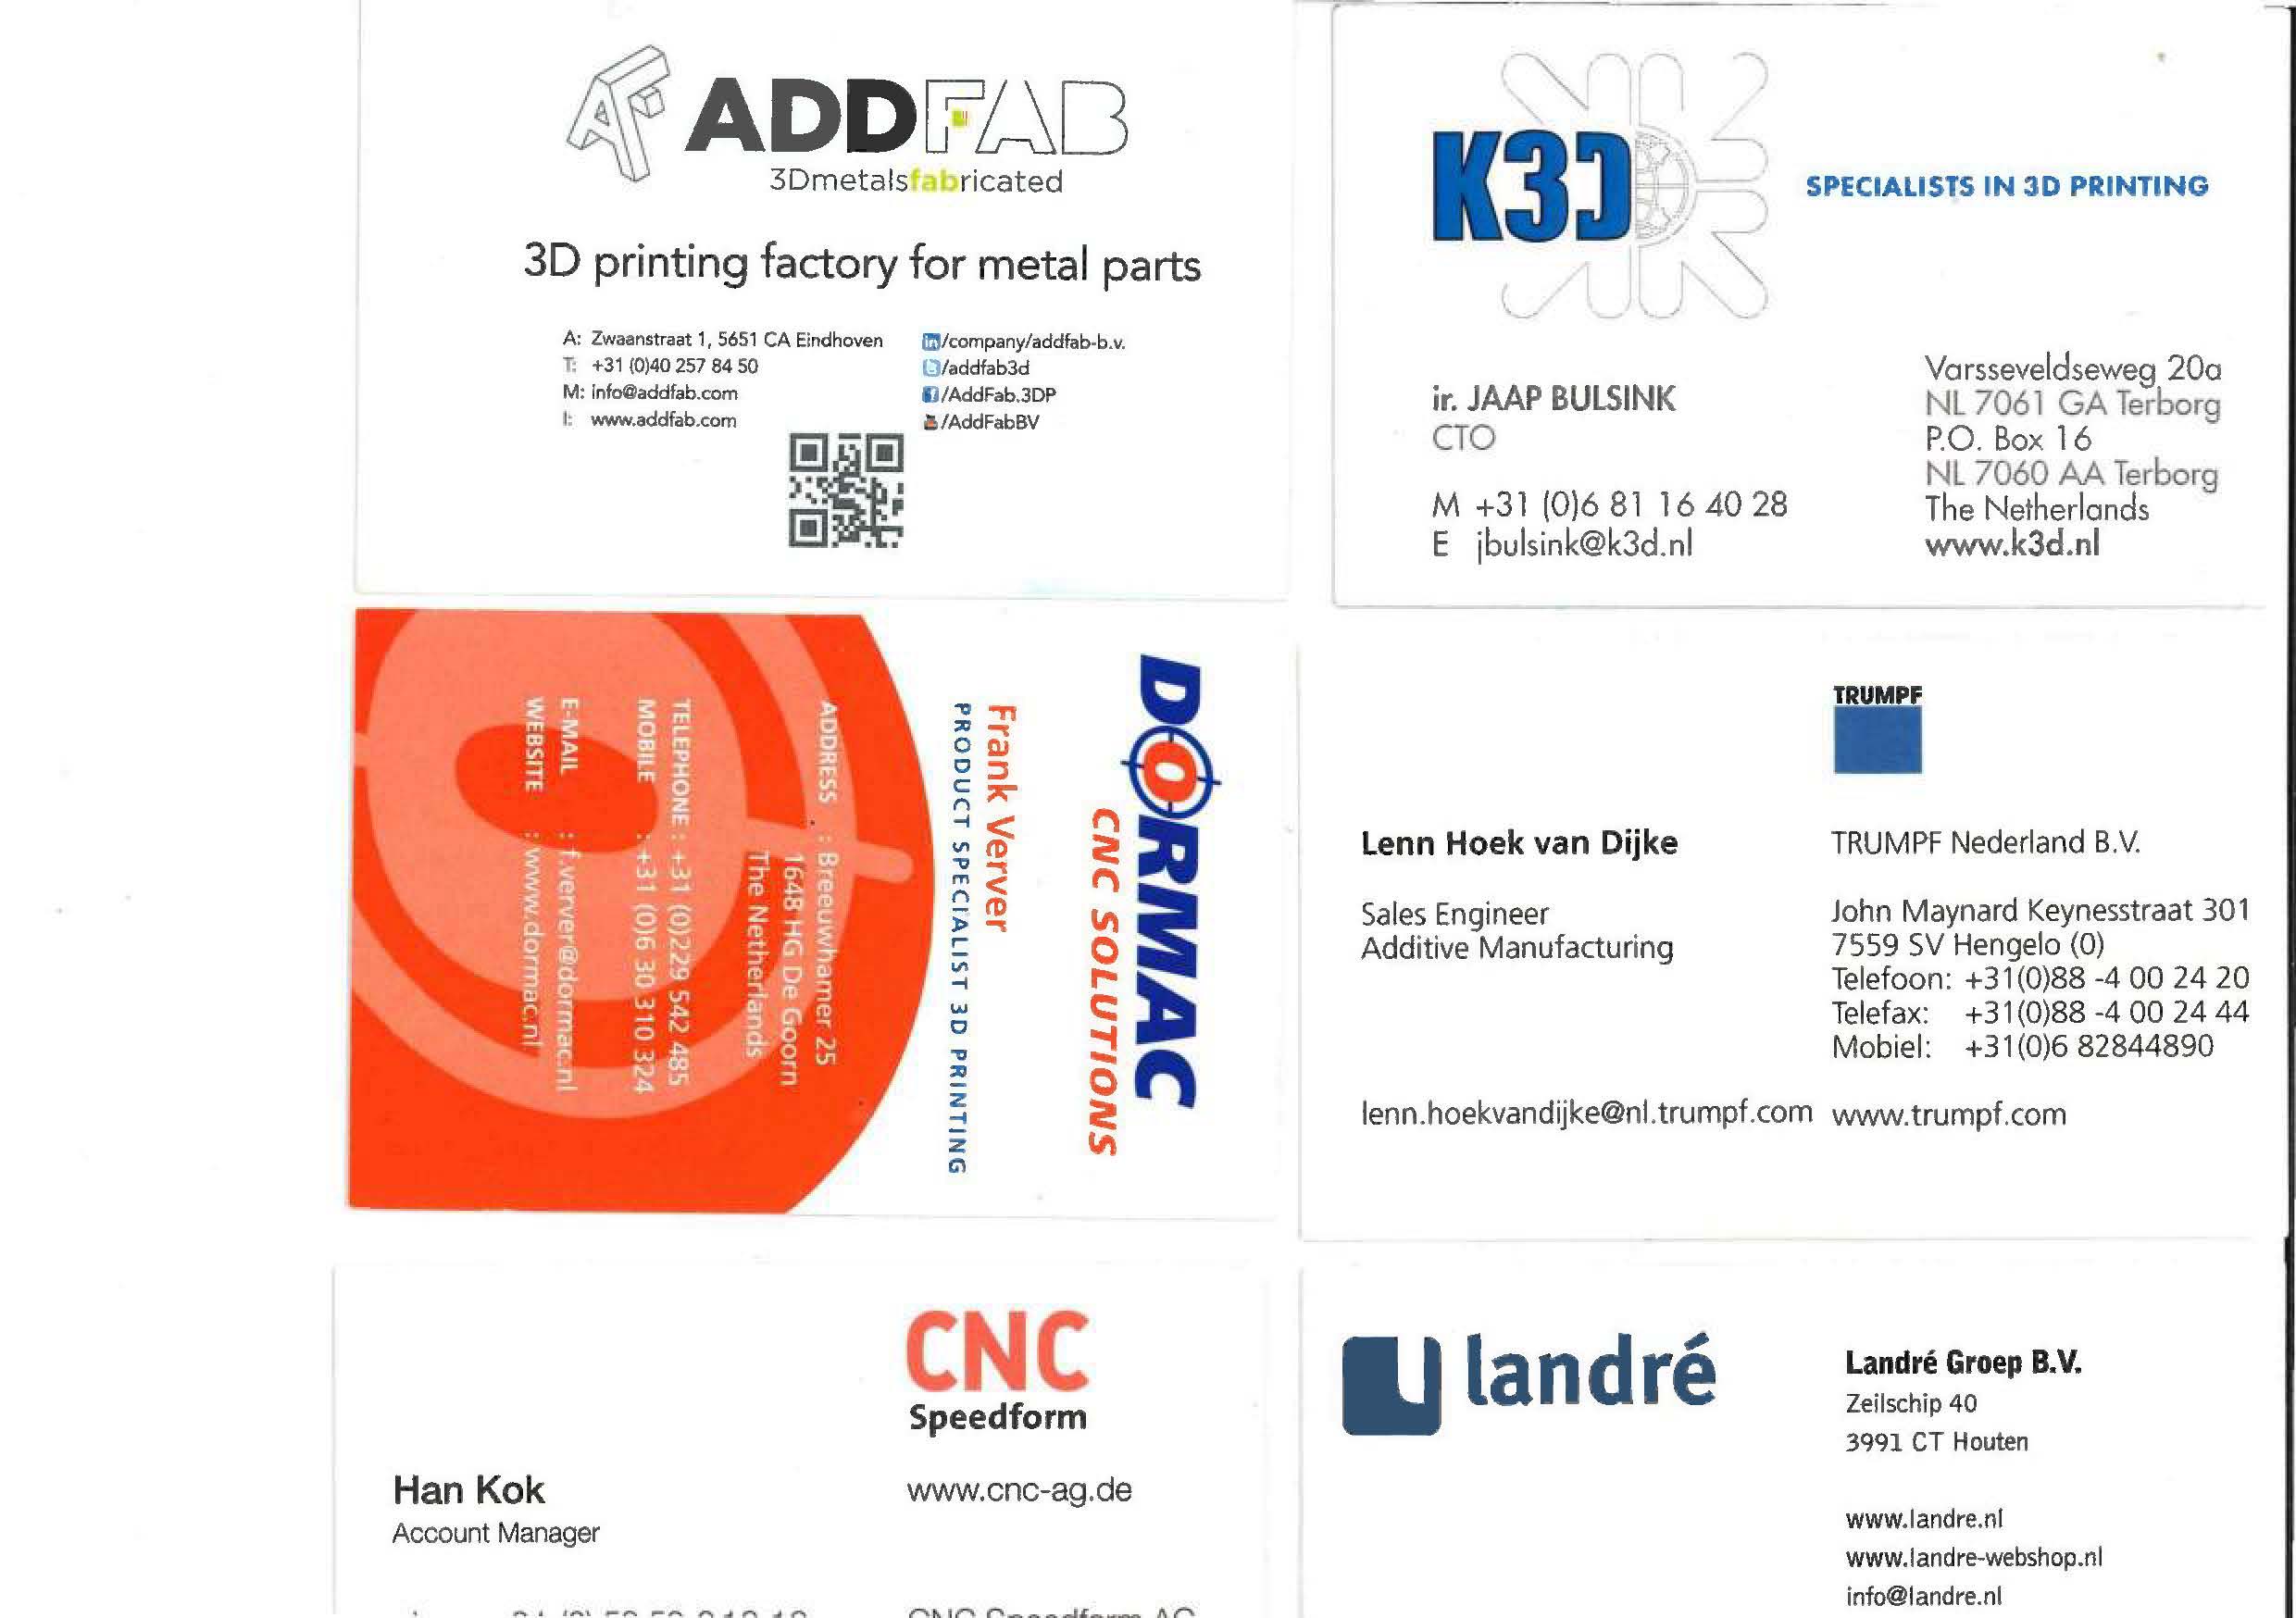 AF ADDFAB
3Dmetalsfabricated
3D printing factory for metal parts
A: Zwaanstraat 1, 5651 CA Eindhoven
T: +31 (0)40 257 84 50
M: info@addfab.com
I: www.addfab.com
in/company/addfab-b.v.
/addfab3d
f/AddFab.3DP
/AddFabBV
K3D
SPECIALISTS IN 3D PRINTING
ir. JAAP BULSINK
CTO
M +31 (0)6 81 16 40 28
E jbulsink@k3d.nl
Varsseveldseweg 20a
NL 7061 GA Terborg
P.O. Box 16
NL 7060 AA Terborg
The Netherlands
www.k3d.nl
DORMAC
CNC SOLUTIONS
Frank Verver
PRODUCT SPECIALIST 3D PRINTING
ADDRESS : Breeuwhamer 25
1648 HG De Goorn
The Netherlands
TELEPHONE : +31 (0)229 542 485
MOBILE : +31 (0)6 30 310 324
E-MAIL : f.verver@dormac.nl
WEBSITE : www.dormac.nl
TRUMPF
Lenn Hoek van Dijke
Sales Engineer
Additive Manufacturing
lenn.hoekvandijke@nl.trumpf.com
TRUMPF Nederland B.V.
John Maynard Keynesstraat 301
7559 SV Hengelo (0)
Telefoon: +31(0)88 -4 00 24 20
Telefax: +31(0)88 -4 00 24 44
Mobiel: +31(0)6 82844890
www.trumpf.com
CNC
Speedform
Han Kok
Account Manager
www.cnc-ag.de
CNC Speedform AG
landré
Landré Groep B.V.
Zeilschip 40
3991 CT Houten
www.landre.nl
www.landre-webshop.nl
info@landre.nl